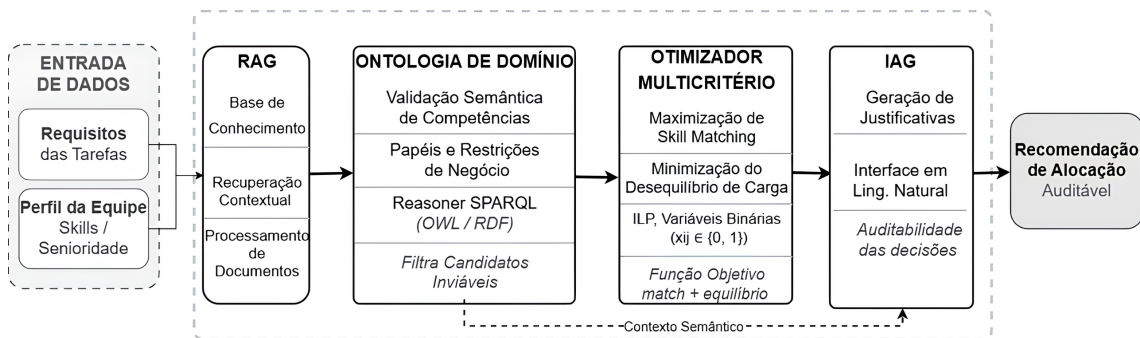 ENTRADA
DE DADOS
Requisitos
das Tarefas
Perfil da Equipe
Skills /
Senioridade
RAG
Base de
Conhecimento
Recuperação
Contextual
Processamento
de
Documentos
ONTOLOGIA DE DOMÍNIO
Validação Semântica
de Competências
Papéis e Restrições
de Negócio
Reasoner SPARQL
(OWL / RDF)
Filtra Candidatos
Inviáveis
OTIMIZADOR
MULTICRITÉRIO
Maximização de
Skill Matching
Minimização do
Desequilíbrio de Carga
ILP, Variáveis Binárias
(xij ∈ {0, 1})
Função Objetivo
match + equilíbrio
IAG
Geração de
Justificativas
Interface em
Ling. Natural
Auditabilidade
das decisões
Contexto Semântico
Recomendação
de Alocação
Auditável